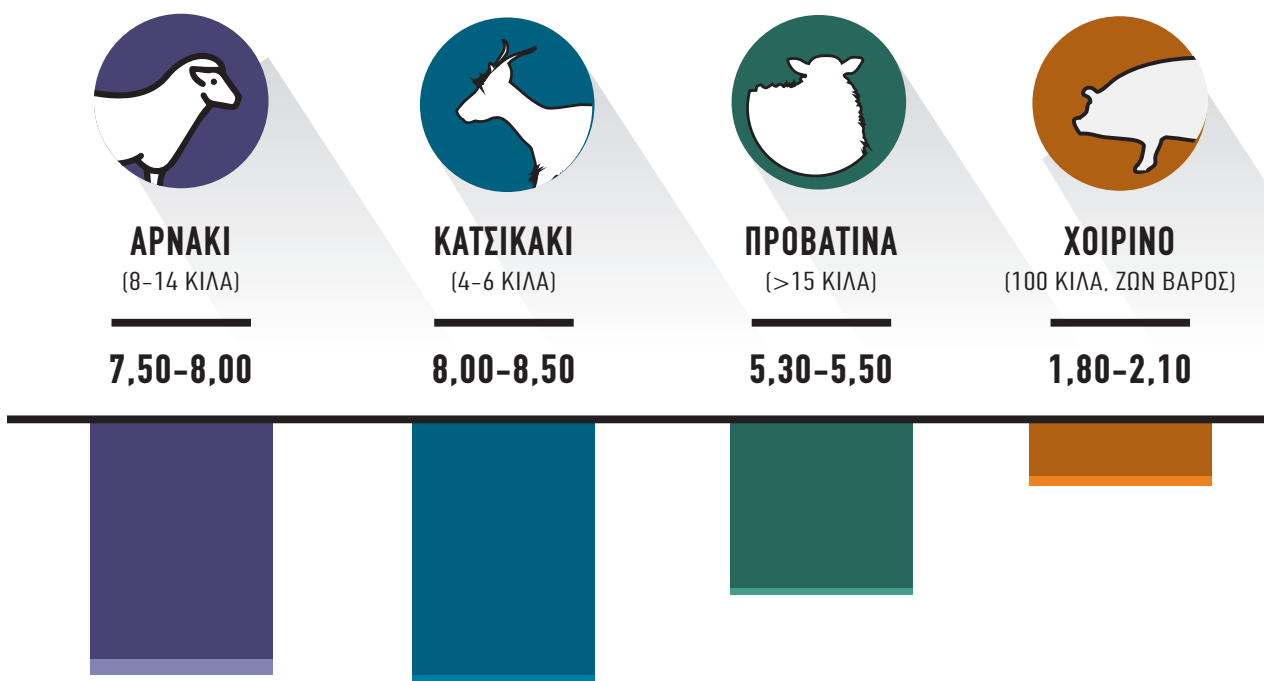 ΑΡΝΑΚΙ
(8–14 ΚΙΛΑ)
7,50–8,00
ΚΑΤΣΙΚΑΚΙ
(4–6 ΚΙΛΑ)
8,00–8,50
ΠΡΟΒΑΤΙΝΑ
(>15 ΚΙΛΑ)
5,30–5,50
ΧΟΙΡΙΝΟ
(100 ΚΙΛΑ, ΖΩΝ ΒΑΡΟΣ)
1,80–2,10